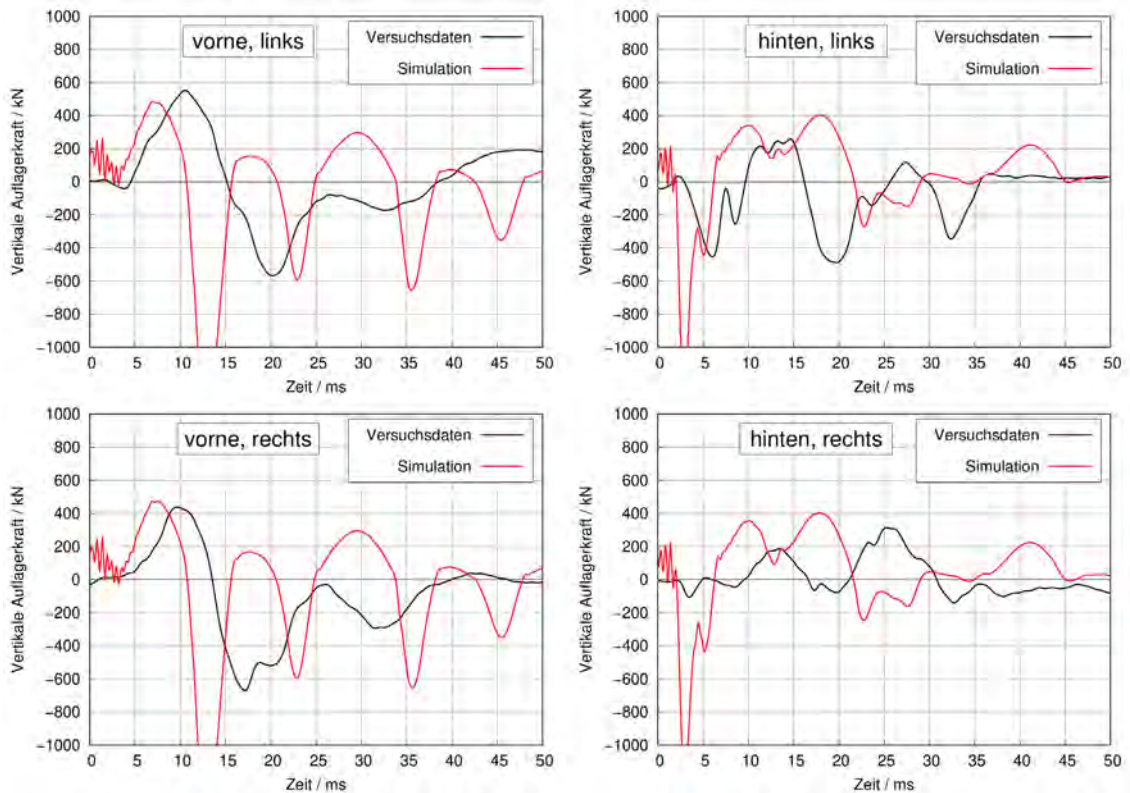 vorne, links
Versuchsdaten
Simulation
Vertikale Auflagerkraft / kN
1000
800
600
400
200
0
−200
−400
−600
−800
−1000
0 5 10 15 20 25 30 35 40 45 50
Zeit / ms
hinten, links
Versuchsdaten
Simulation
Vertikale Auflagerkraft / kN
1000
800
600
400
200
0
−200
−400
−600
−800
−1000
0 5 10 15 20 25 30 35 40 45 50
Zeit / ms
vorne, rechts
Versuchsdaten
Simulation
Vertikale Auflagerkraft / kN
1000
800
600
400
200
0
−200
−400
−600
−800
−1000
0 5 10 15 20 25 30 35 40 45 50
Zeit / ms
hinten, rechts
Versuchsdaten
Simulation
Vertikale Auflagerkraft / kN
1000
800
600
400
200
0
−200
−400
−600
−800
−1000
0 5 10 15 20 25 30 35 40 45 50
Zeit / ms